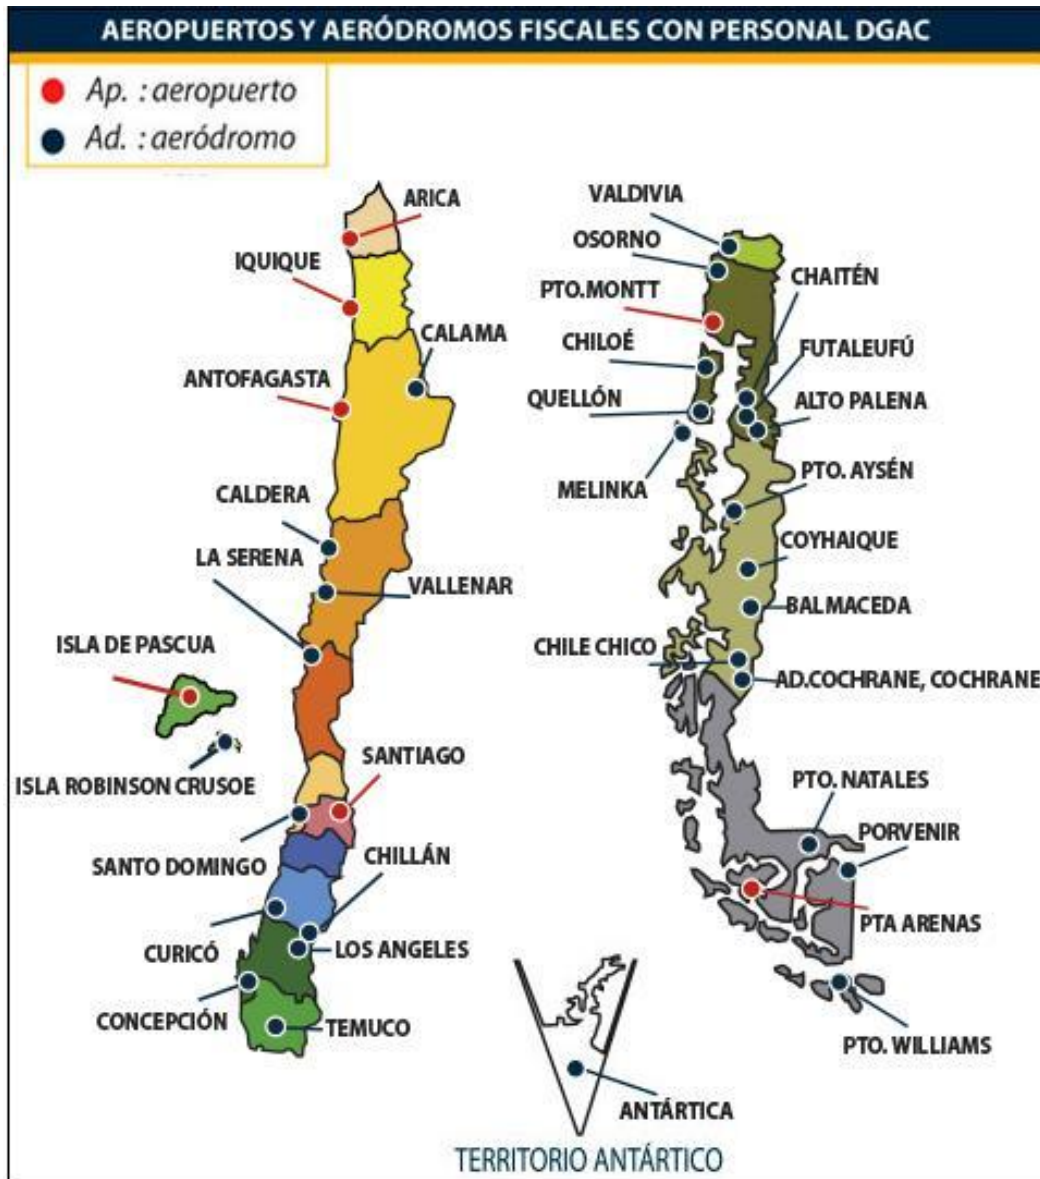 AEROPUERTOS Y AERÓDROMOS FISCALES CON PERSONAL DGAC
Ap. : aeropuerto
Ad. : aeródromo
ARICA
IQUIQUE
CALAMA
ANTOFAGASTA
CALDERA
LA SERENA
VALLENAR
ISLA DE PASCUA
ISLA ROBINSON CRUSOE
SANTIAGO
SANTO DOMINGO
CHILLÁN
CURICÓ
LOS ANGELES
CONCEPCIÓN
TEMUCO
VALDIVIA
OSORNO
CHAITÉN
PTO.MONTT
CHILOÉ
FUTALEUFÚ
QUELLÓN
ALTO PALENA
MELINKA
PTO. AYSÉN
COYHAIQUE
BALMACEDA
CHILE CHICO
AD.COCHRANE, COCHRANE
PTO. NATALES
PORVENIR
PTA ARENAS
PTO. WILLIAMS
ANTÁRTICA
TERRITORIO ANTÁRTICO